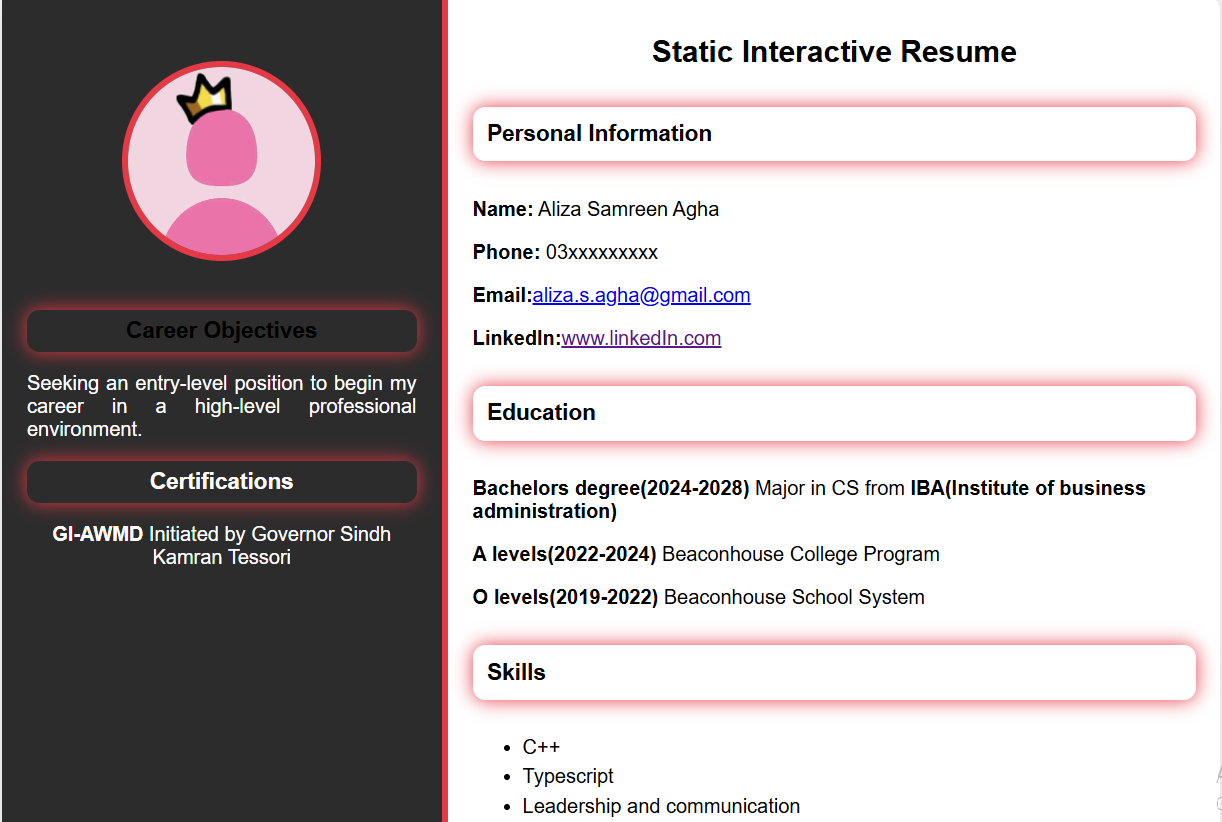 Career Objectives
Seeking an entry-level position to begin my
career in a high-level professional
environment.
Certifications
GI-AWMD Initiated by Governor Sindh
Kamran Tessori
Static Interactive Resume
Personal Information
Name: Aliza Samreen Agha
Phone: 03xxxxxxxxx
Email:aliza.s.agha@gmail.com
LinkedIn:www.linkedIn.com
Education
Bachelors degree(2024-2028) Major in CS from IBA(Institute of business
administration)
A levels(2022-2024) Beaconhouse College Program
O levels(2019-2022) Beaconhouse School System
Skills
• C++
• Typescript
• Leadership and communication